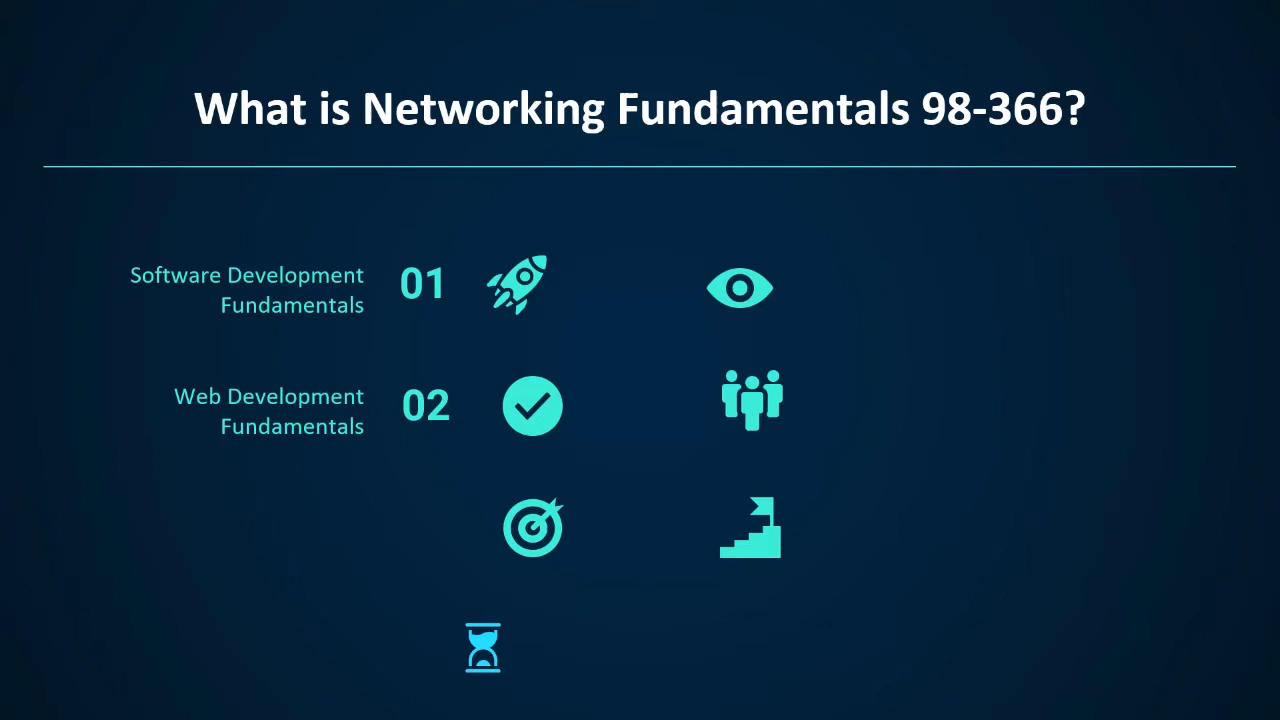 What is Networking Fundamentals 98-366?
Software Development
Fundamentals
01
Web Development
Fundamentals
02